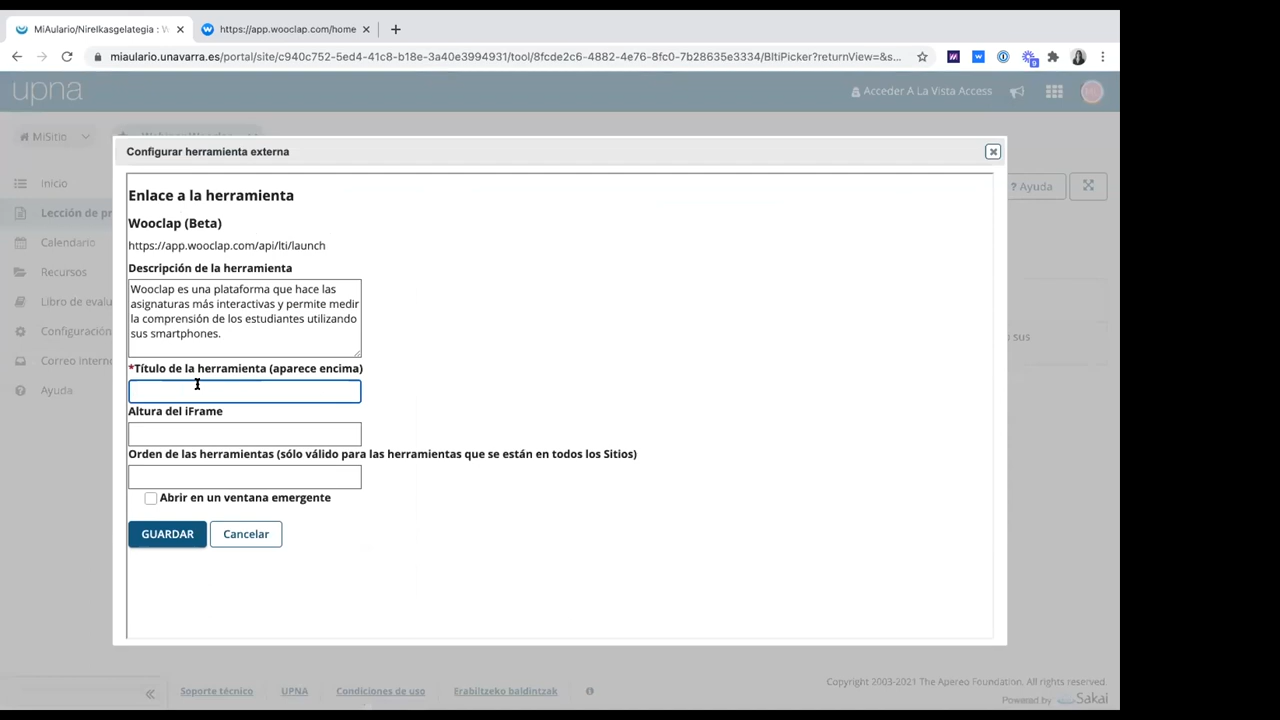 MiAulario/Nirelkasgelategia :
https://app.wooclap.com/home
miaulario.unavarra.es/portal/site/c940c752-5ed4-41c8-b18e-3a40e3994931/tool/8fcde2c6-4882-4e76-8fc0-7b28635e3334/BltiPicker?returnView=&s...
upna
Acceder A La Vista Access
MiSitio
Webinar Wooclap
Configurar herramienta externa
Enlace a la herramienta
Inicio
? Ayuda
Lección de pr
Wooclap (Beta)
Calendario
https://app.wooclap.com/api/lti/launch
Recursos
Descripción de la herramienta
Libro de evalu
Wooclap es una plataforma que hace las
asignaturas más interactivas y permite medir
la comprensión de los estudiantes utilizando
sus smartphones.
Configuración
sus
Correo Interno
*Título de la herramienta (aparece encima)
Ayuda
Altura del iFrame
Orden de las herramientas (sólo válido para las herramientas que se están en todos los Sitios)
Abrir en un ventana emergente
GUARDAR
Cancelar
Soporte técnico
UPNA
Condiciones de uso
Erabiltzeko baldintzak
Copyright 2003-2021 The Apereo Foundation. All rights reserved.
Powered by Sakai